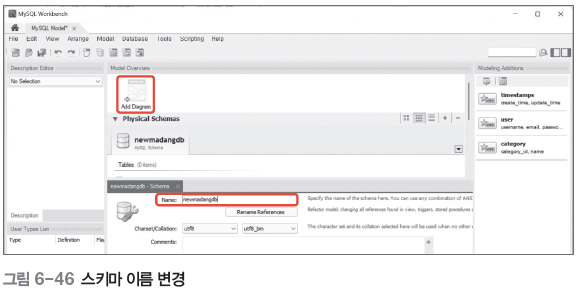 MySQL Workbench
MySQL Model* ×
File Edit View Arrange Model Database Tools Scripting Help
Description Editor
No Selection
Model Overview
Add Diagram
Physical Schemas
newmadangdb
MySQL Schema
Tables (0 items)
newmadangdb - Schema ×
Name: newmadangdb
Specify the name of the schema here. You can use any combination of ANS
Rename References
Refactor model, changing all references found in view, triggers, stored procedures a
Charset/Collation: utf8 utf8_bin
The character set and its collation selected here will be used when no other
Comments:
Description
User Types List
Type Definition Fla
Modeling Additions
timestamps
create_time, update_time
user
username, email, passwo...
category
category_id, name
그림 6-46 스키마 이름 변경